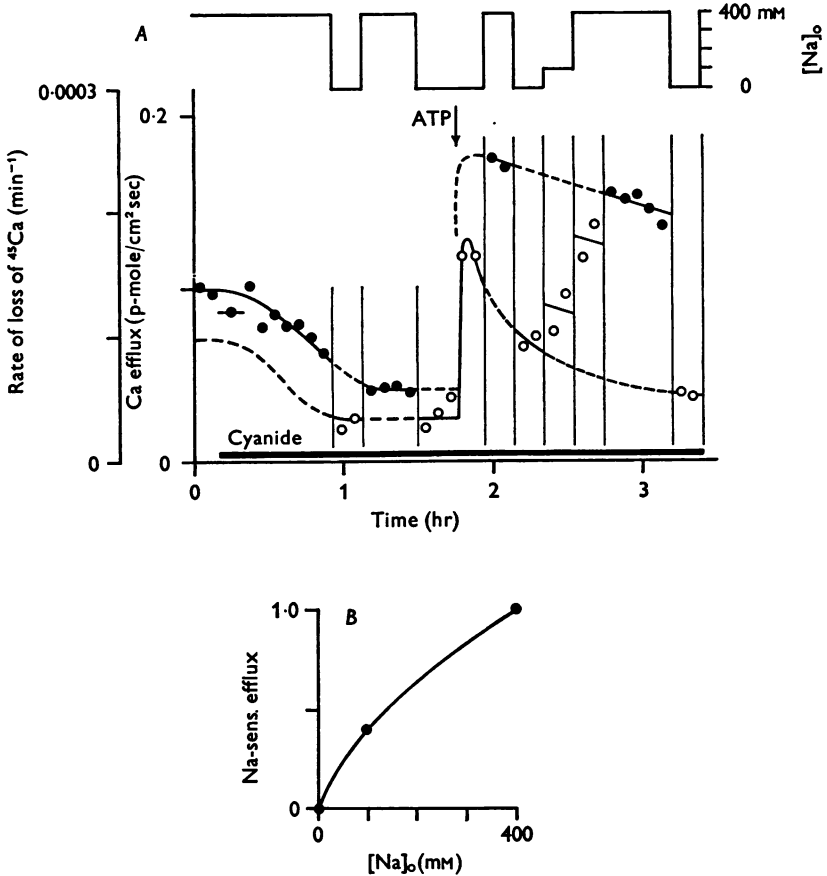 A
400 mM
0
[Na]o
0·0003
0
Rate of loss of ⁴⁵Ca (min⁻¹)
0·2
0
Ca efflux (p-mole/cm² sec)
ATP
Cyanide
0
1
2
3
Time (hr)
B
1·0
0
Na-sens. efflux
0
400
[Na]o (mM)